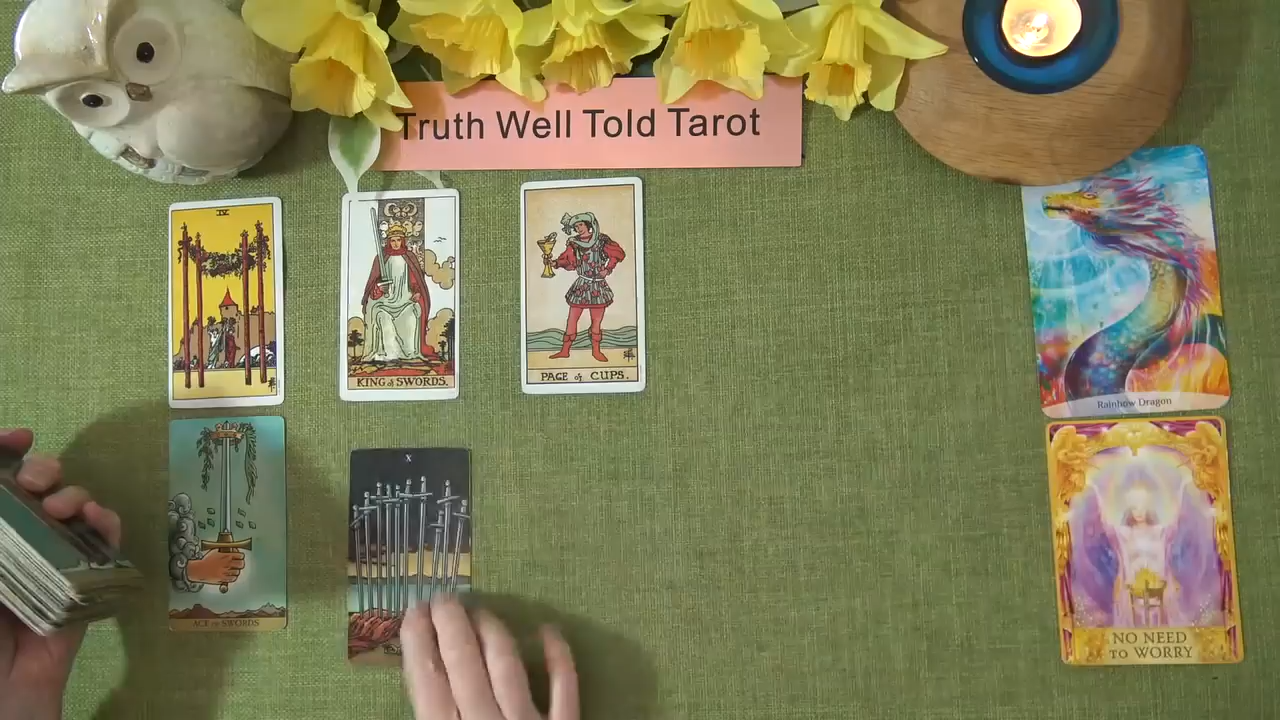 Truth Well Told Tarot
IV
KING of SWORDS.
PAGE of CUPS.
Rainbow Dragon
ACE of SWORDS
X
NO NEED
TO WORRY